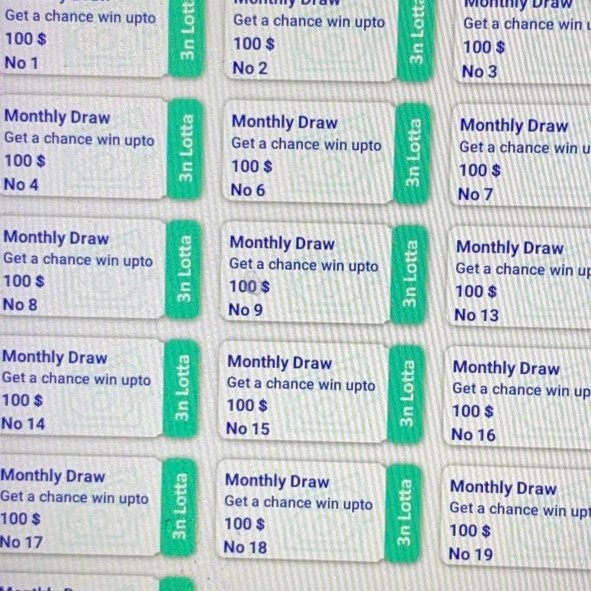 Get a chance win upto
100 $
No 1
3n Lott
Monthly Draw
Get a chance win upto
100 $
No 2
3n Lotta
Monthly Draw
Get a chance win
100 $
No 3
Monthly Draw
Get a chance win upto
100 $
No 4
3n Lotta
Monthly Draw
Get a chance win upto
100 $
No 6
3n Lotta
Monthly Draw
Get a chance win u
100 $
No 7
Monthly Draw
Get a chance win upto
100 $
No 8
3n Lotta
Monthly Draw
Get a chance win upto
100 $
No 9
3n Lotta
Monthly Draw
Get a chance win up
100 $
No 13
Monthly Draw
Get a chance win upto
100 $
No 14
3n Lotta
Monthly Draw
Get a chance win upto
100 $
No 15
3n Lotta
Monthly Draw
Get a chance win up
100 $
No 16
Monthly Draw
Get a chance win upto
100 $
No 17
3n Lotta
Monthly Draw
Get a chance win upto
100 $
No 18
3n Lotta
Monthly Draw
Get a chance win upt
100 $
No 19